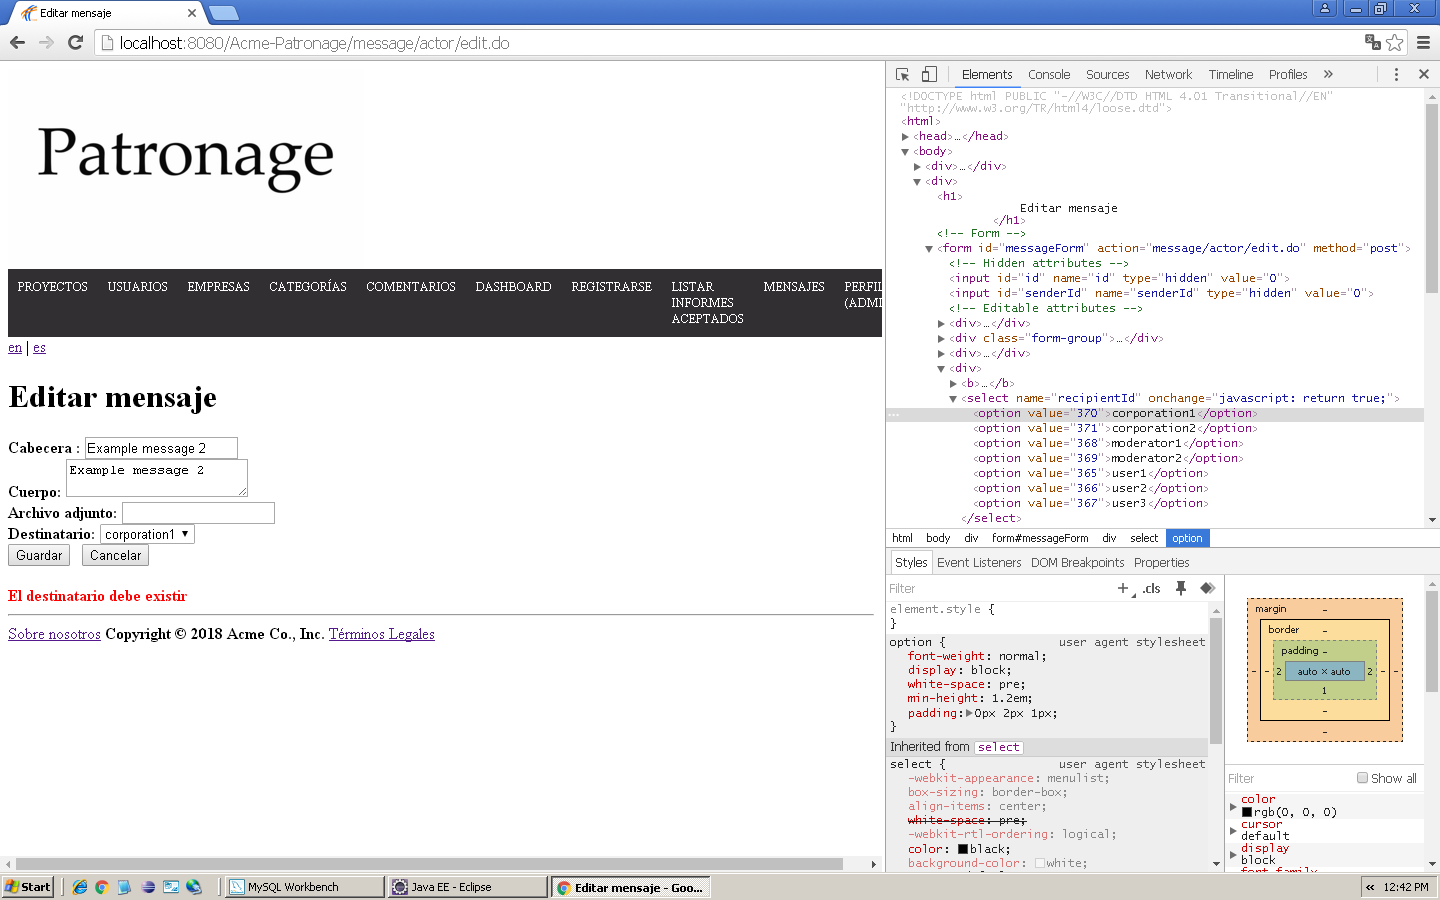 Editar mensaje
localhost:8080/Acme-Patronage/message/actor/edit.do
Patronage
PROYECTOS USUARIOS EMPRESAS CATEGORÍAS COMENTARIOS DASHBOARD REGISTRARSE LISTAR INFORMES ACEPTADOS MENSAJES PERFIL (ADMI
en | es
Editar mensaje
Cabecera : Example message 2
Cuerpo: Example message 2
Archivo adjunto:
Destinatario: corporation1
Guardar Cancelar
El destinatario debe existir
Sobre nosotros Copyright © 2018 Acme Co., Inc. Términos Legales
Elements Console Sources Network Timeline Profiles »
<!DOCTYPE html PUBLIC "-//W3C//DTD HTML 4.01 Transitional//EN"
"http://www.w3.org/TR/html4/loose.dtd">
<html>
<head>…</head>
<body>
<div>…</div>
<div>
<h1>
Editar mensaje
</h1>
<!-- Form -->
<form id="messageForm" action="message/actor/edit.do" method="post">
<!-- Hidden attributes -->
<input id="id" name="id" type="hidden" value="0">
<input id="senderId" name="senderId" type="hidden" value="0">
<!-- Editable attributes -->
<div>…</div>
<div class="form-group">…</div>
<div>…</div>
<div>
<b>…</b>
<select name="recipientId" onchange="javascript: return true;">
<option value="370">corporation1</option>
<option value="371">corporation2</option>
<option value="368">moderator1</option>
<option value="369">moderator2</option>
<option value="365">user1</option>
<option value="366">user2</option>
<option value="367">user3</option>
</select>
html body div form#messageForm div select option
Styles Event Listeners DOM Breakpoints Properties
Filter + .cls
element.style {
}
option { user agent stylesheet
font-weight: normal;
display: block;
white-space: pre;
min-height: 1.2em;
padding: 0px 2px 1px;
}
Inherited from select
select { user agent stylesheet
-webkit-appearance: menulist;
box-sizing: border-box;
align-items: center;
white-space: pre;
-webkit-rtl-ordering: logical;
color: black;
background-color: white;
margin -
border -
padding -
- - 2 auto × auto 2 - -
1
-
-
Filter Show all
color
rgb(0, 0, 0)
cursor
default
display
block
font-family
Start MySQL Workbench Java EE - Eclipse Editar mensaje - Goo... « 12:42 PM